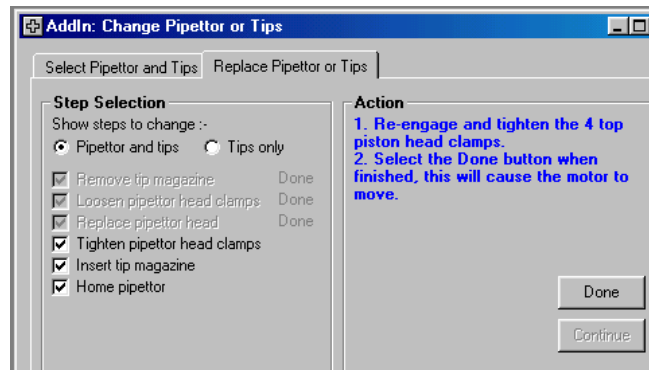 AddIn: Change Pipettor or Tips
Select Pipettor and Tips
Replace Pipettor or Tips
Step Selection
Show steps to change :-
Pipettor and tips
Tips only
Remove tip magazine Done
Loosen pipettor head clamps Done
Replace pipettor head Done
Tighten pipettor head clamps
Insert tip magazine
Home pipettor
Action
1. Re-engage and tighten the 4 top
piston head clamps.
2. Select the Done button when
finished, this will cause the motor to
move.
Done
Continue